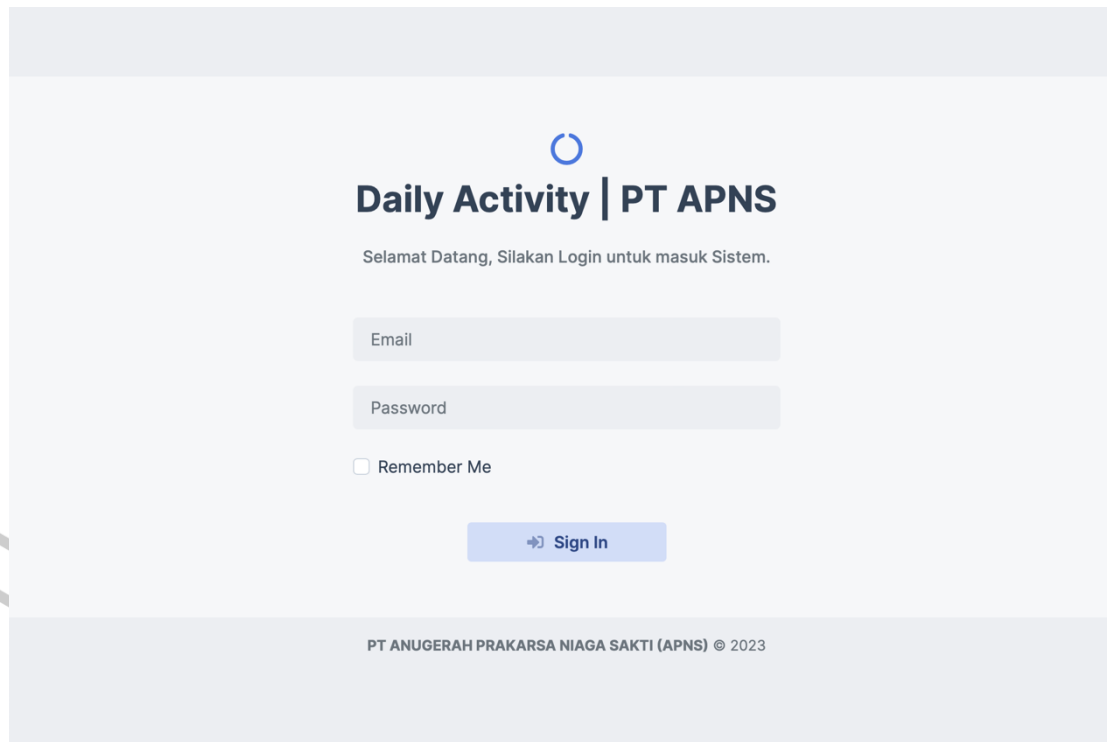 Daily Activity | PT APNS
Selamat Datang, Silakan Login untuk masuk Sistem.
Email
Password
Remember Me
Sign In
PT ANUGERAH PRAKARSA NIAGA SAKTI (APNS) © 2023